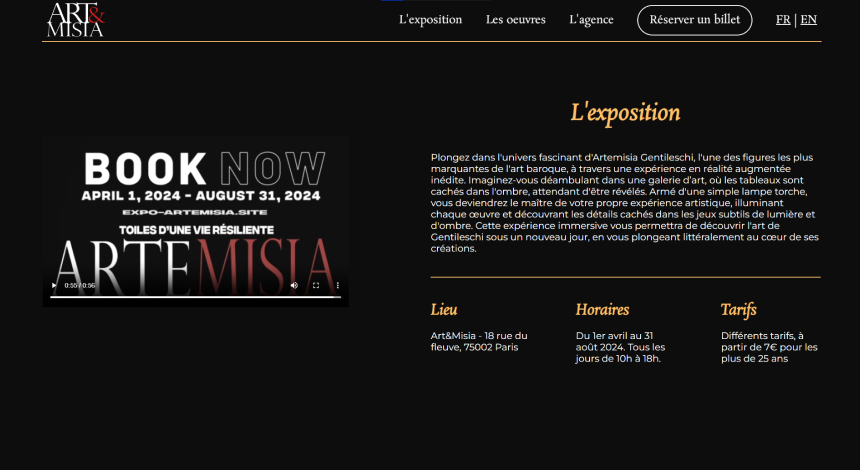 ART&
MISIA
L'exposition
Les oeuvres
L'agence
Réserver un billet
FR | EN
BOOK NOW
APRIL 1, 2024 - AUGUST 31, 2024
EXPO-ARTEMISIA.SITE
TOILES D'UNE VIE RÉSILIENTE
ARTEMISIA
0:55 / 0:56
L'exposition
Plongez dans l'univers fascinant d'Artemisia Gentileschi, l'une des figures les plus
marquantes de l'art baroque, à travers une expérience en réalité augmentée
inédite. Imaginez-vous déambulant dans une galerie d'art, où les tableaux sont
cachés dans l'ombre, attendant d'être révélés. Armé d'une simple lampe torche,
vous deviendrez le maître de votre propre expérience artistique, illuminant
chaque œuvre et découvrant les détails cachés dans les jeux subtils de lumière et
d'ombre. Cette expérience immersive vous permettra de découvrir l'art de
Gentileschi sous un nouveau jour, en vous plongeant littéralement au cœur de ses
créations.
Lieu
Art&Misia - 18 rue du
fleuve, 75002 Paris
Horaires
Du 1er avril au 31
août 2024. Tous les
jours de 10h à 18h.
Tarifs
Différents tarifs, à
partir de 7€ pour les
plus de 25 ans